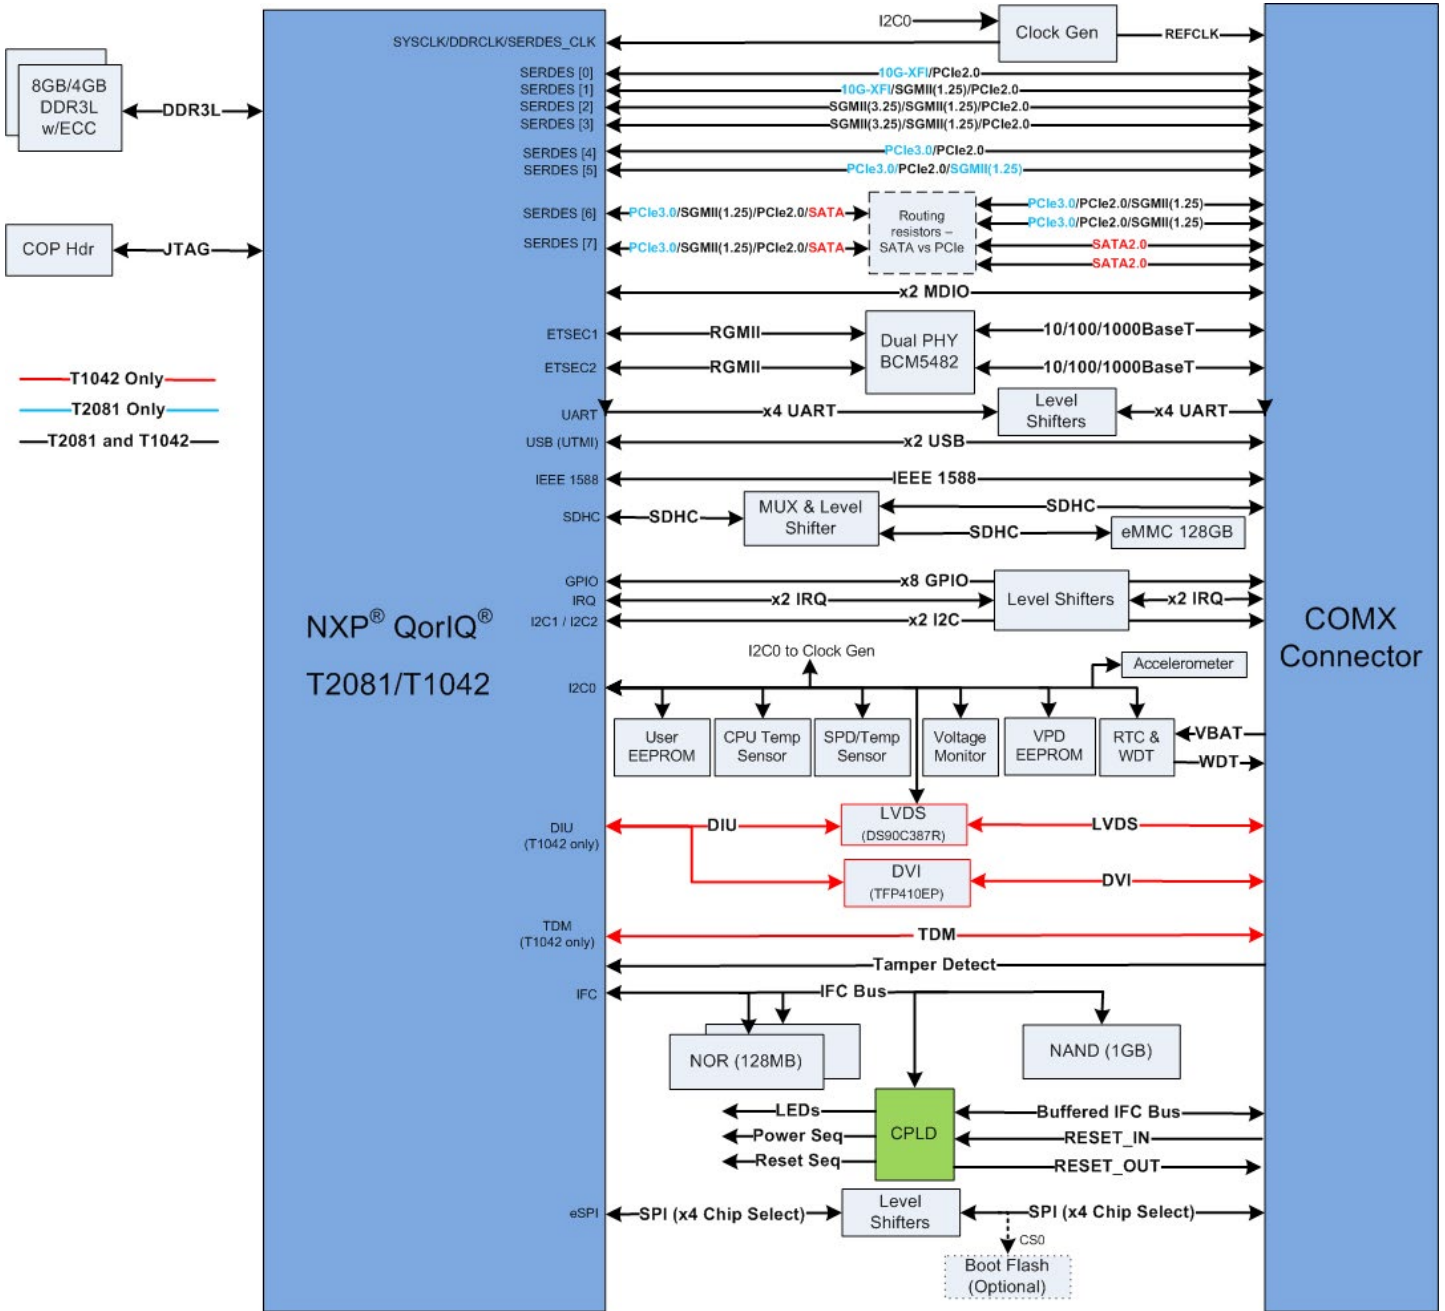 I2C0
Clock Gen
REFCLK
SYSCLK/DDRCLK/SERDES_CLK
8GB/4GB
DDR3L
w/ECC
DDR3L
SERDES [0]
10G-XFI/PCIe2.0
SERDES [1]
10G-XFI/SGMII(1.25)/PCIe2.0
SERDES [2]
SGMII(3.25)/SGMII(1.25)/PCIe2.0
SERDES [3]
SGMII(3.25)/SGMII(1.25)/PCIe2.0
SERDES [4]
PCIe3.0/PCIe2.0
SERDES [5]
PCIe3.0/PCIe2.0/SGMII(1.25)
SERDES [6]
PCIe3.0/SGMII(1.25)/PCIe2.0/SATA
SERDES [7]
PCIe3.0/SGMII(1.25)/PCIe2.0/SATA
Routing
resistors –
SATA vs PCIe
PCIe3.0/PCIe2.0/SGMII(1.25)
PCIe3.0/PCIe2.0/SGMII(1.25)
SATA2.0
SATA2.0
COP Hdr
JTAG
x2 MDIO
ETSEC1
RGMII
ETSEC2
RGMII
Dual PHY
BCM5482
10/100/1000BaseT
10/100/1000BaseT
T1042 Only
T2081 Only
T2081 and T1042
UART
x4 UART
Level
Shifters
x4 UART
USB (UTMI)
x2 USB
IEEE 1588
IEEE 1588
SDHC
SDHC
MUX & Level
Shifter
SDHC
SDHC
eMMC 128GB
GPIO
x8 GPIO
IRQ
x2 IRQ
Level Shifters
x2 IRQ
I2C1 / I2C2
x2 I2C
NXP® QorIQ®
T2081/T1042
COMX
Connector
I2C0 to Clock Gen
Accelerometer
I2C0
User
EEPROM
CPU Temp
Sensor
SPD/Temp
Sensor
Voltage
Monitor
VPD
EEPROM
RTC &
WDT
VBAT
WDT
DIU
(T1042 only)
DIU
LVDS
(DS90C387R)
LVDS
DVI
(TFP410EP)
DVI
TDM
(T1042 only)
TDM
Tamper Detect
IFC
IFC Bus
NOR (128MB)
NAND (1GB)
CPLD
LEDs
Power Seq
Reset Seq
Buffered IFC Bus
RESET_IN
RESET_OUT
eSPI
SPI (x4 Chip Select)
Level
Shifters
SPI (x4 Chip Select)
CS0
Boot Flash
(Optional)